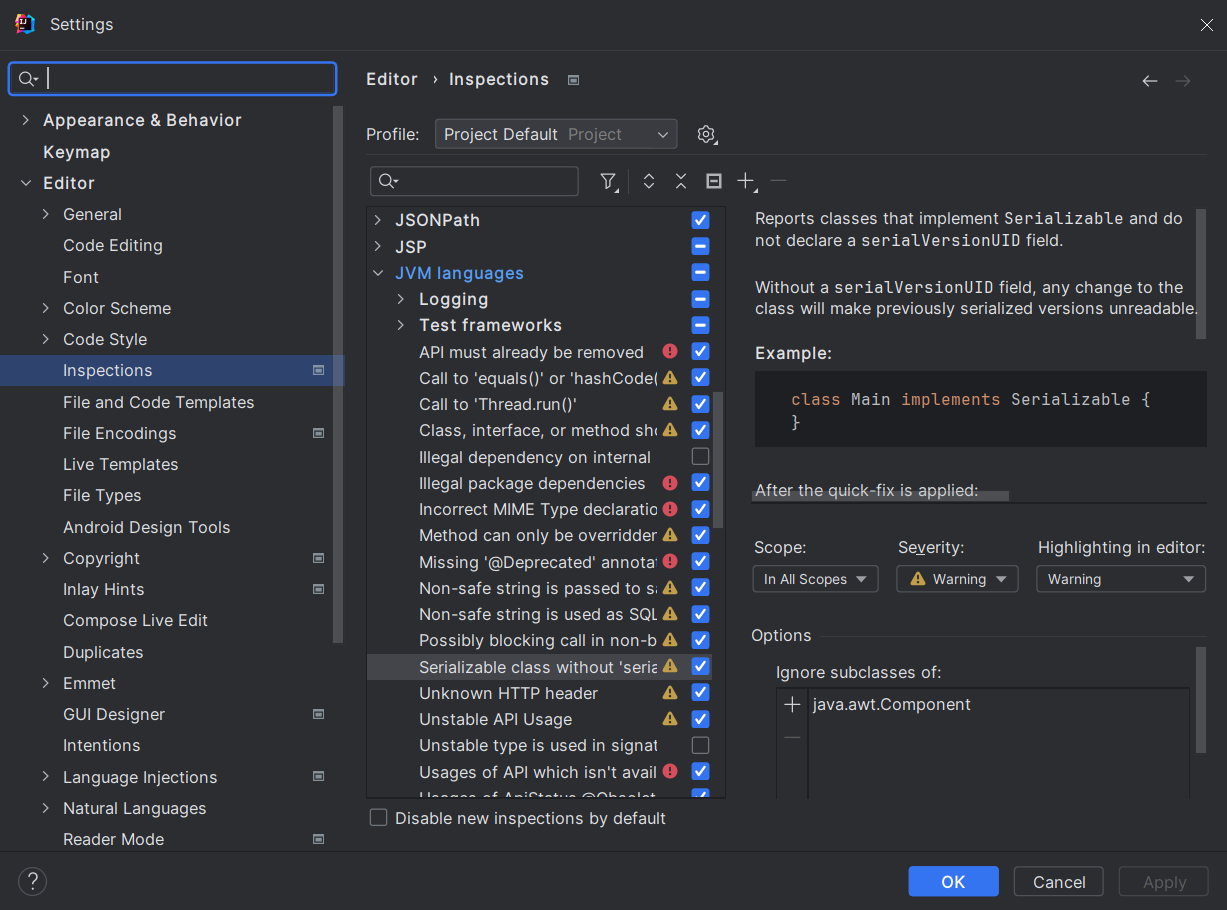 Settings
Editor › Inspections
Profile: Project Default Project
Appearance & Behavior
Keymap
Editor
General
Code Editing
Font
Color Scheme
Code Style
Inspections
File and Code Templates
File Encodings
Live Templates
File Types
Android Design Tools
Copyright
Inlay Hints
Compose Live Edit
Duplicates
Emmet
GUI Designer
Intentions
Language Injections
Natural Languages
Reader Mode
JSONPath
JSP
JVM languages
Logging
Test frameworks
API must already be removed
Call to 'equals()' or 'hashCode(
Call to 'Thread.run()'
Class, interface, or method sho
Illegal dependency on internal
Illegal package dependencies
Incorrect MIME Type declaratio
Method can only be overridden
Missing '@Deprecated' annotat
Non-safe string is passed to sa
Non-safe string is used as SQL
Possibly blocking call in non-b
Serializable class without 'seria
Unknown HTTP header
Unstable API Usage
Unstable type is used in signat
Usages of API which isn't avail
Usages of ApiStatus.@Obsolet
Disable new inspections by default
Reports classes that implement Serializable and do
not declare a serialVersionUID field.
Without a serialVersionUID field, any change to the
class will make previously serialized versions unreadable.
Example:
class Main implements Serializable {
}
After the quick-fix is applied:
Scope: Severity: Highlighting in editor:
In All Scopes Warning Warning
Options
Ignore subclasses of:
java.awt.Component
? OK Cancel Apply